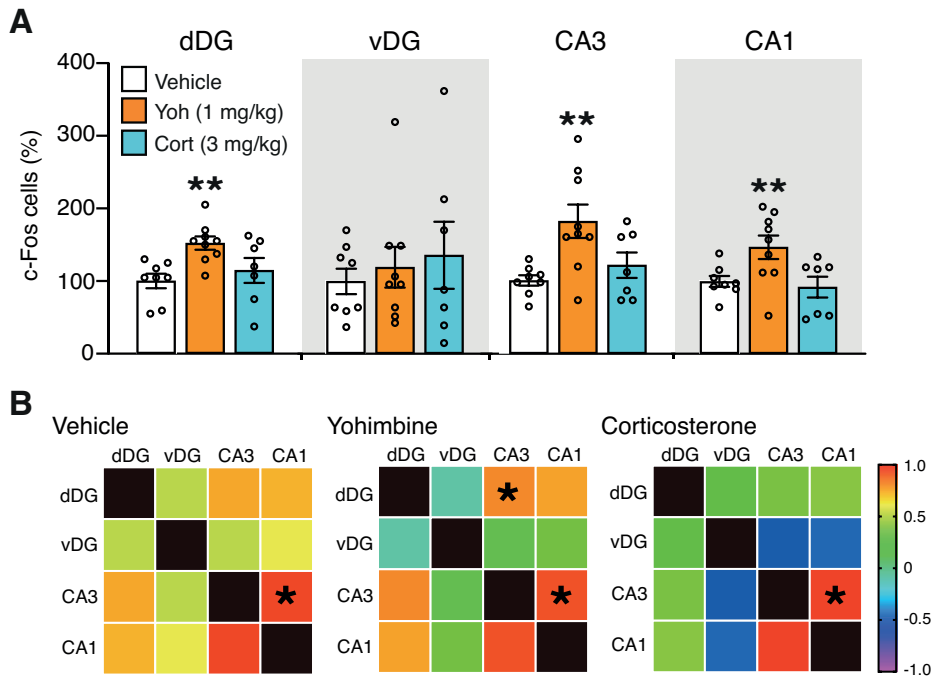 A
dDG vDG CA3 CA1
400
300
200
100
0
c-Fos cells (%)
Vehicle
Yoh (1 mg/kg)
Cort (3 mg/kg)
** ** **
B
Vehicle Yohimbine Corticosterone
dDG vDG CA3 CA1 dDG vDG CA3 CA1 dDG vDG CA3 CA1
dDG * dDG dDG
vDG vDG vDG
CA3 * CA3 * CA3 *
CA1 CA1 CA1
1.0
0.5
0
-0.5
-1.0